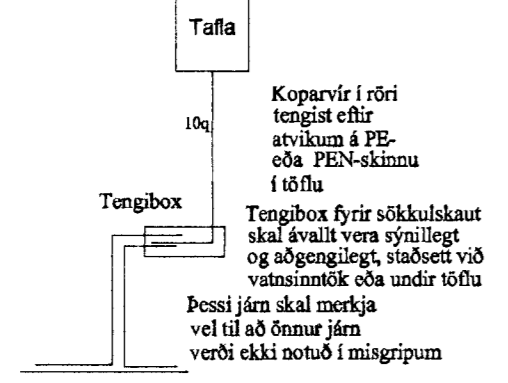 Tafla
Koparvír í röri
tengist eftir
atvikum á PE-
eða PEN-skinnu
í töflu
10q
Tengibox
Tengibox fyrir sökkulskaut
skal ávallt vera sýnillegt
og aðgengilegt, staðsett við
vatnsinntök eða undir töflu
Þessi járn skal merkja
vel til að önnur járn
verði ekki notuð í misgripum